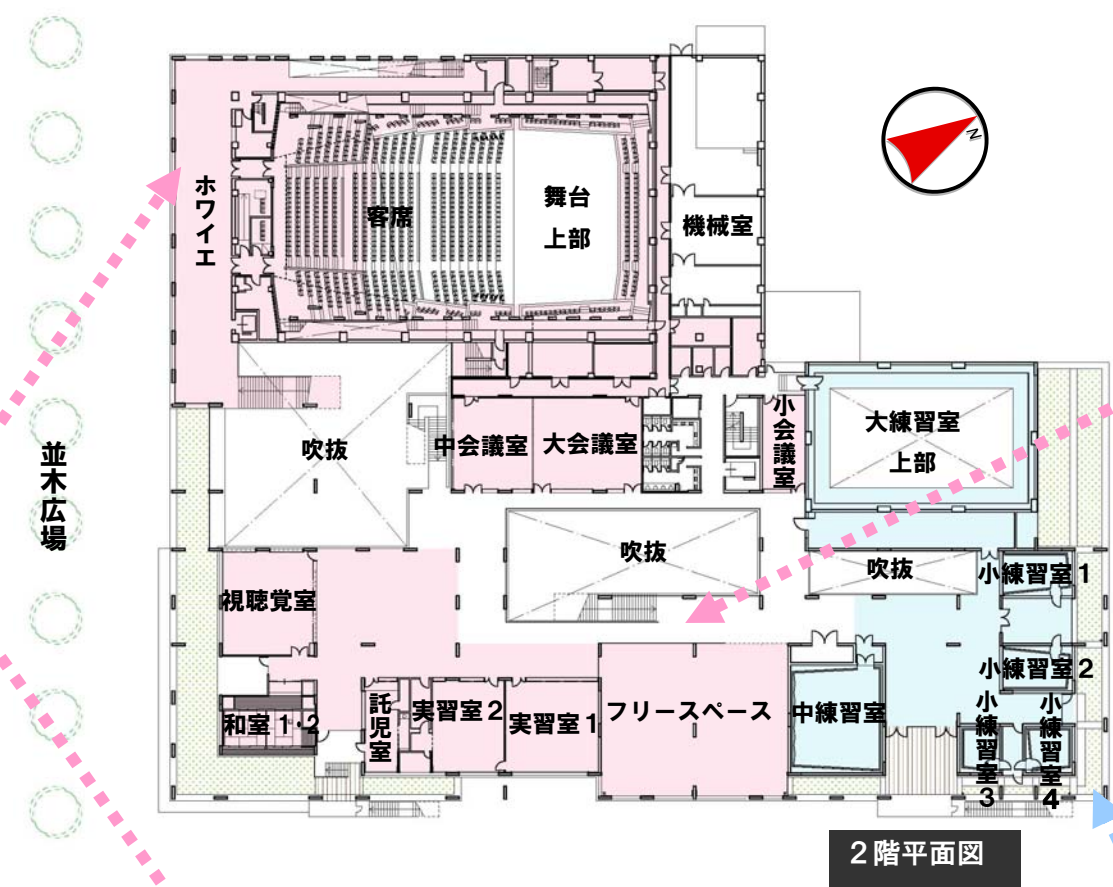 ホワイエ
客席
舞台
上部
機械室
N
並木広場
吹抜
中会議室
大会議室
小会議室
大練習室
上部
吹抜
吹抜
視聴覚室
小練習室1
小練習室2
和室1・2
託児室
実習室2
実習室1
フリースペース
中練習室
小練習室3
小練習室4
2階平面図